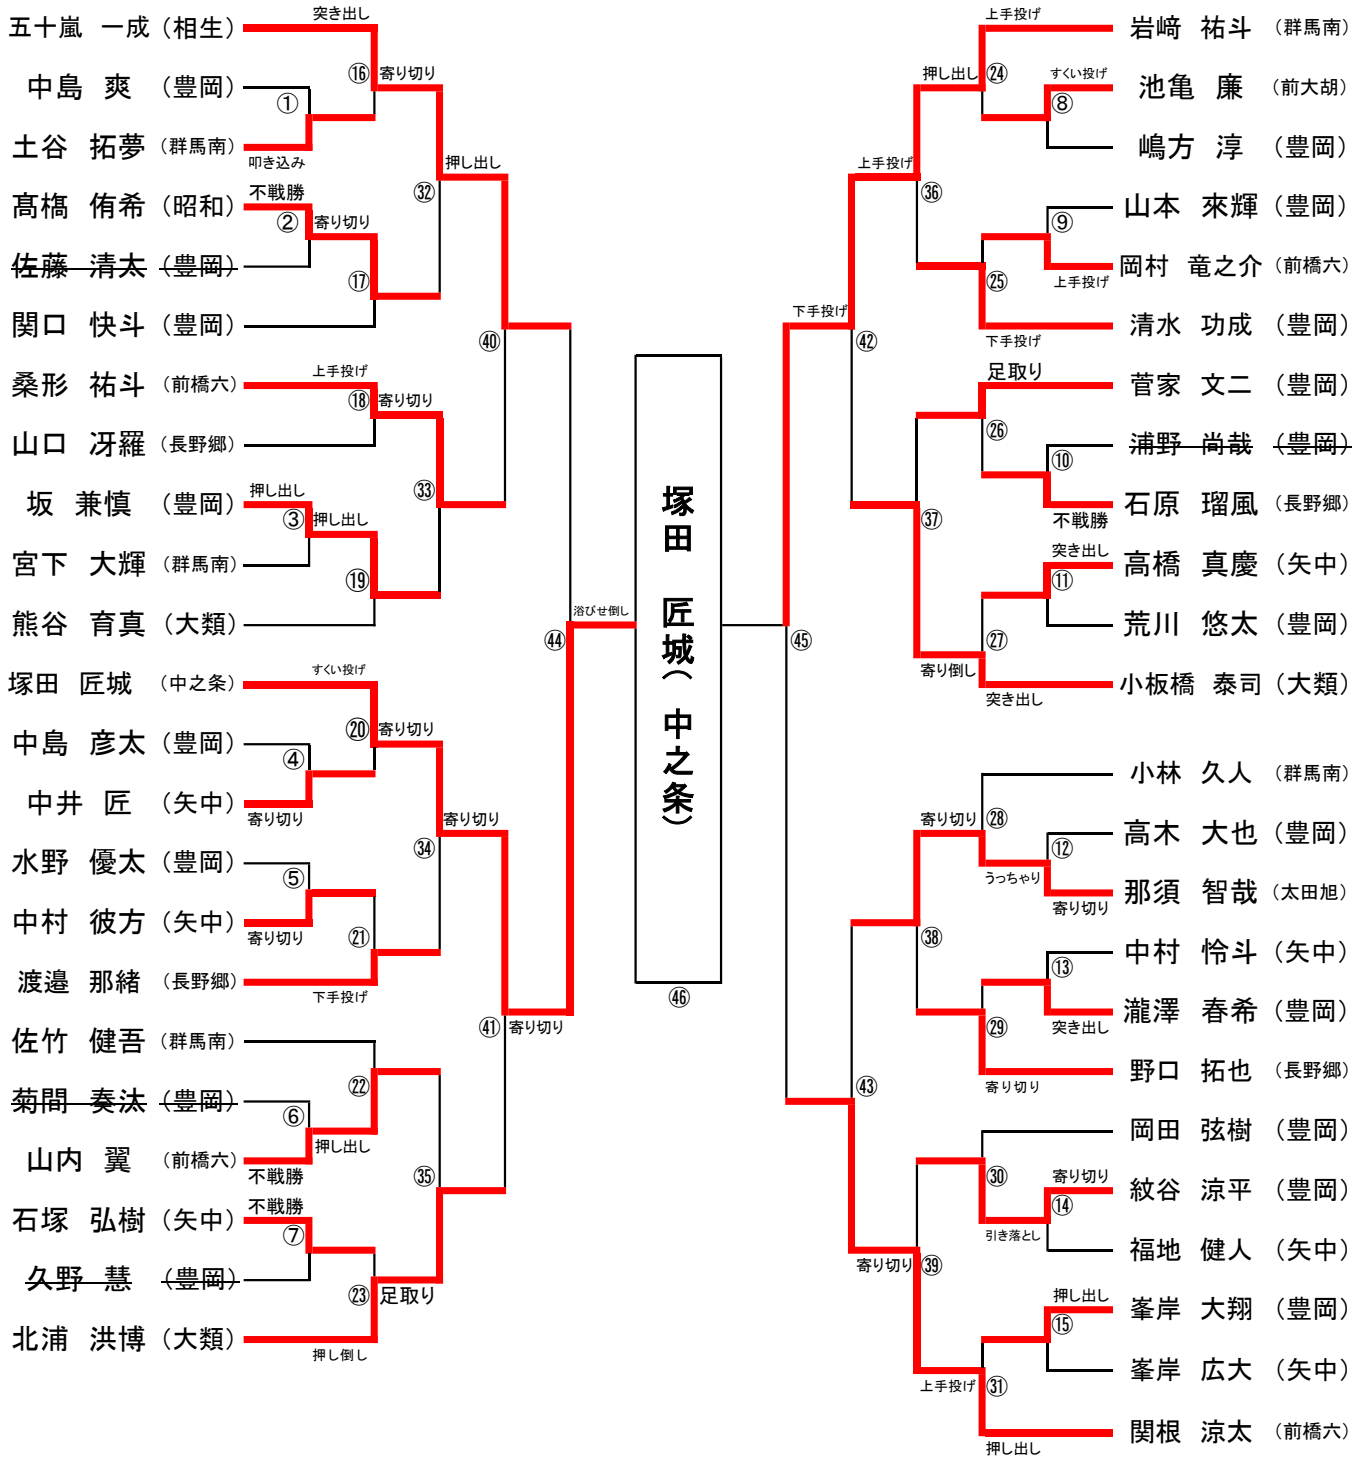 突き出し
五十嵐 一成 (相生)
⑯ 寄り切り
中島 爽 (豊岡)
①
土谷 拓夢 (群馬南)
叩き込み
押し出し
不戦勝
㉜
髙橋 侑希 (昭和)
② 寄り切り
佐藤 清太 (豊岡)
⑰
関口 快斗 (豊岡)
㊵
上手投げ
桑形 祐斗 (前橋六)
⑱ 寄り切り
山口 冴羅 (長野郷)
押し出し
㉝
坂 兼慎 (豊岡)
③ 押し出し
宮下 大輝 (群馬南)
⑲
熊谷 育真 (大類)
浴びせ倒し
㊹
すくい投げ
塚田 匠城 (中之条)
⑳ 寄り切り
中島 彦太 (豊岡)
④
中井 匠 (矢中)
寄り切り
寄り切り
㉞
水野 優太 (豊岡)
⑤
中村 彼方 (矢中)
寄り切り
㉑
渡邉 那緒 (長野郷)
下手投げ
㊶ 寄り切り
佐竹 健吾 (群馬南)
㉒
菊間 奏汰 (豊岡)
⑥
押し出し
山内 翼 (前橋六)
不戦勝
㉟
不戦勝
石塚 弘樹 (矢中)
⑦
久野 慧 (豊岡)
㉓ 足取り
北浦 洪博 (大類)
押し倒し
塚田 匠城(中之条)
㊻
上手投げ
岩﨑 祐斗 (群馬南)
押し出し ㉔
すくい投げ
池亀 廉 (前大胡)
⑧
嶋方 淳 (豊岡)
上手投げ
㊱
山本 來輝 (豊岡)
⑨
岡村 竜之介 (前橋六)
上手投げ
㉕
清水 功成 (豊岡)
下手投げ
下手投げ
㊷
足取り
菅家 文二 (豊岡)
㉖
浦野 尚哉 (豊岡)
⑩
石原 瑠風 (長野郷)
不戦勝
㊲
突き出し
高橋 真慶 (矢中)
⑪
荒川 悠太 (豊岡)
㉗
寄り倒し
小板橋 泰司 (大類)
突き出し
㊺
小林 久人 (群馬南)
寄り切り ㉘
高木 大也 (豊岡)
⑫
うっちゃり
那須 智哉 (太田旭)
寄り切り
㊳
中村 怜斗 (矢中)
⑬
瀧澤 春希 (豊岡)
突き出し
㉙
野口 拓也 (長野郷)
寄り切り
㊸
岡田 弦樹 (豊岡)
㉚
寄り切り
紋谷 涼平 (豊岡)
⑭
引き落とし
福地 健人 (矢中)
寄り切り ㊴
押し出し
峯岸 大翔 (豊岡)
⑮
峯岸 広大 (矢中)
上手投げ ㉛
関根 涼太 (前橋六)
押し出し